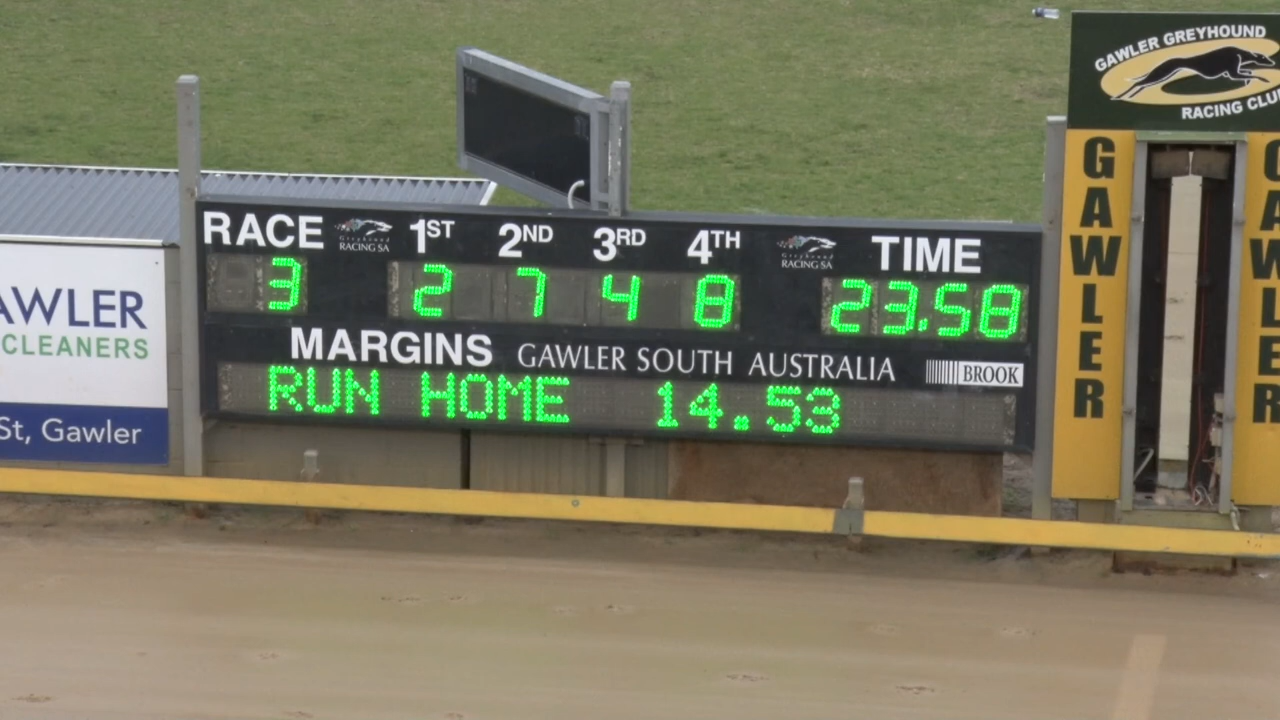 GAWLER GREYHOUND
RACING CLU
RACE
Greyhound
RACING SA
1ST 2ND 3RD 4TH
Greyhound
RACING SA
TIME
3 2 7 4 8 23.58
MARGINS GAWLER SOUTH AUSTRALIA BROOK
RUN HOME 14.53
AWLER
CLEANERS
St, Gawler
GAWLER
GAWLER